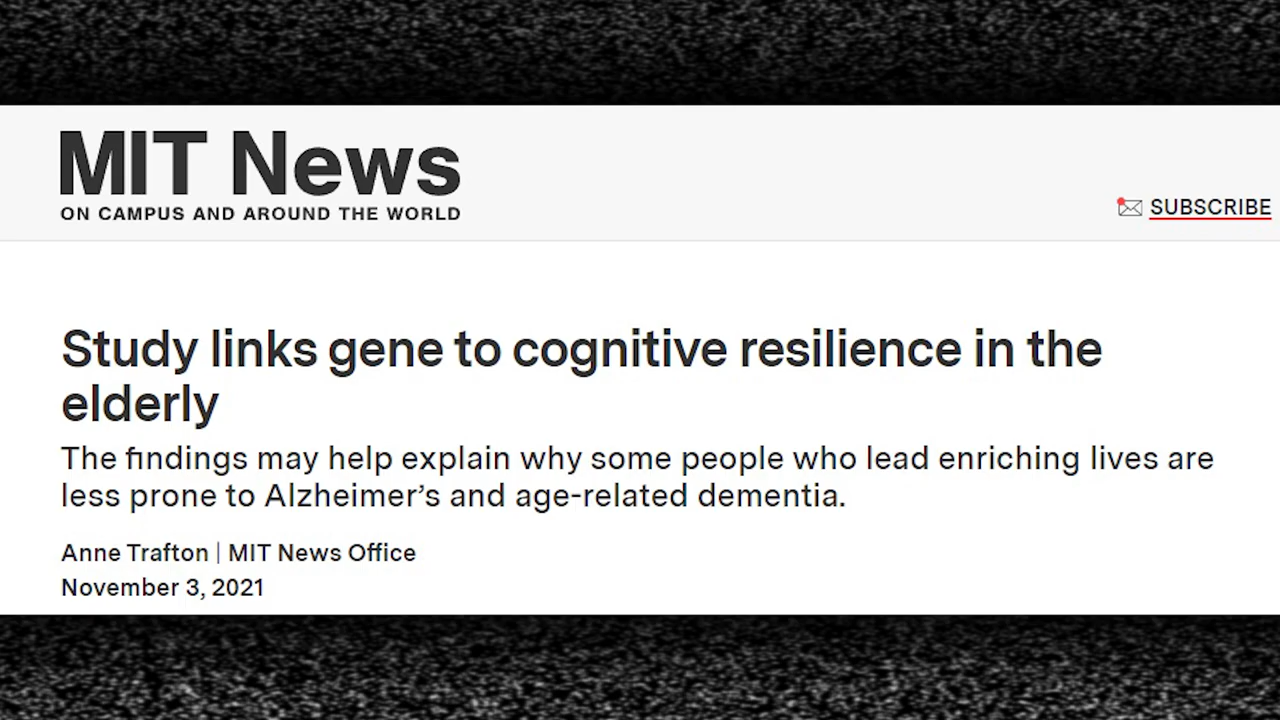 MIT News
ON CAMPUS AND AROUND THE WORLD
SUBSCRIBE
Study links gene to cognitive resilience in the
elderly
The findings may help explain why some people who lead enriching lives are
less prone to Alzheimer’s and age-related dementia.
Anne Trafton | MIT News Office
November 3, 2021